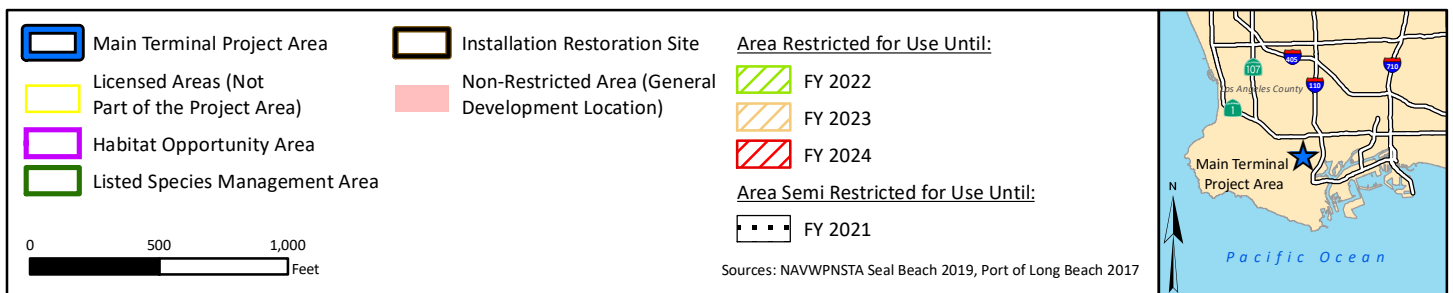 Main Terminal Project Area
Licensed Areas (Not
Part of the Project Area)
Habitat Opportunity Area
Listed Species Management Area
0 500 1,000
Feet
Installation Restoration Site
Non-Restricted Area (General
Development Location)
Area Restricted for Use Until:
FY 2022
FY 2023
FY 2024
Area Semi Restricted for Use Until:
FY 2021
Sources: NAVWPNSTA Seal Beach 2019, Port of Long Beach 2017
405
710
107
110
Los Angeles County
1
Main Terminal
Project Area
N
Pacific Ocean